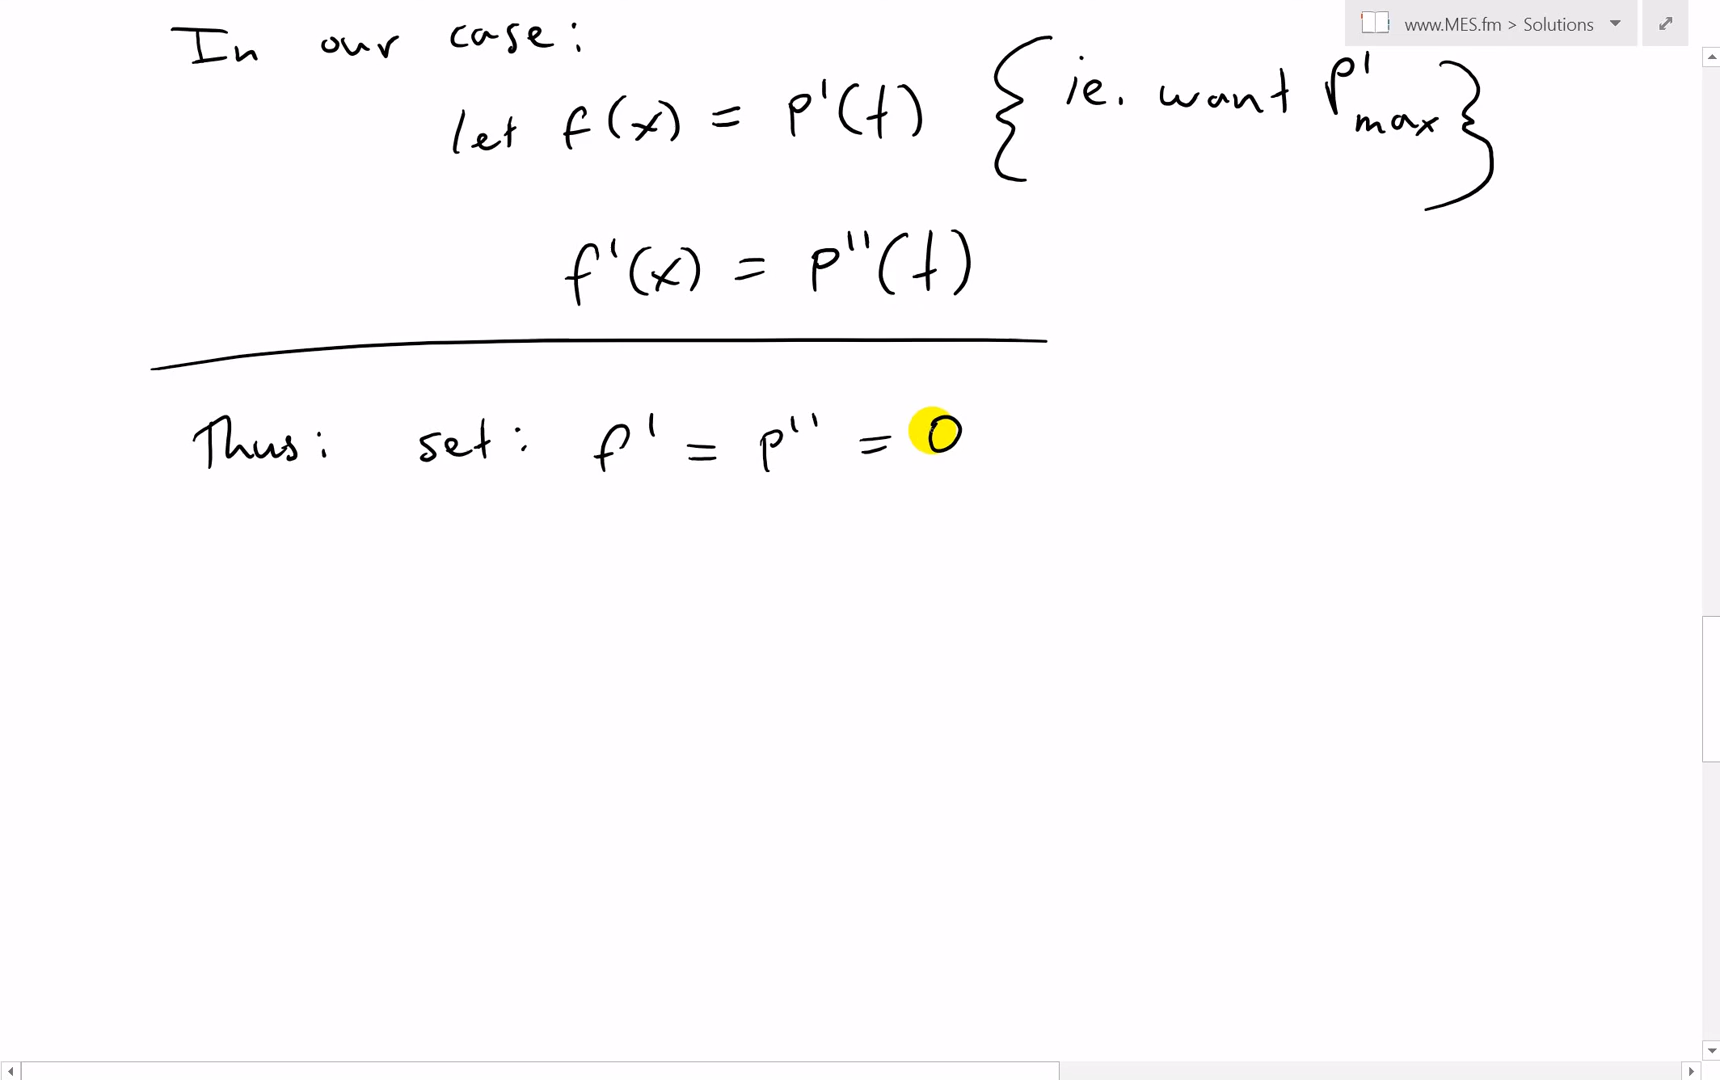 www.MES.fm > Solutions
In our case:
let f(x) = P'(t) { ie. want P'max }
f'(x) = P''(t)
Thus: set: f' = P'' = 0